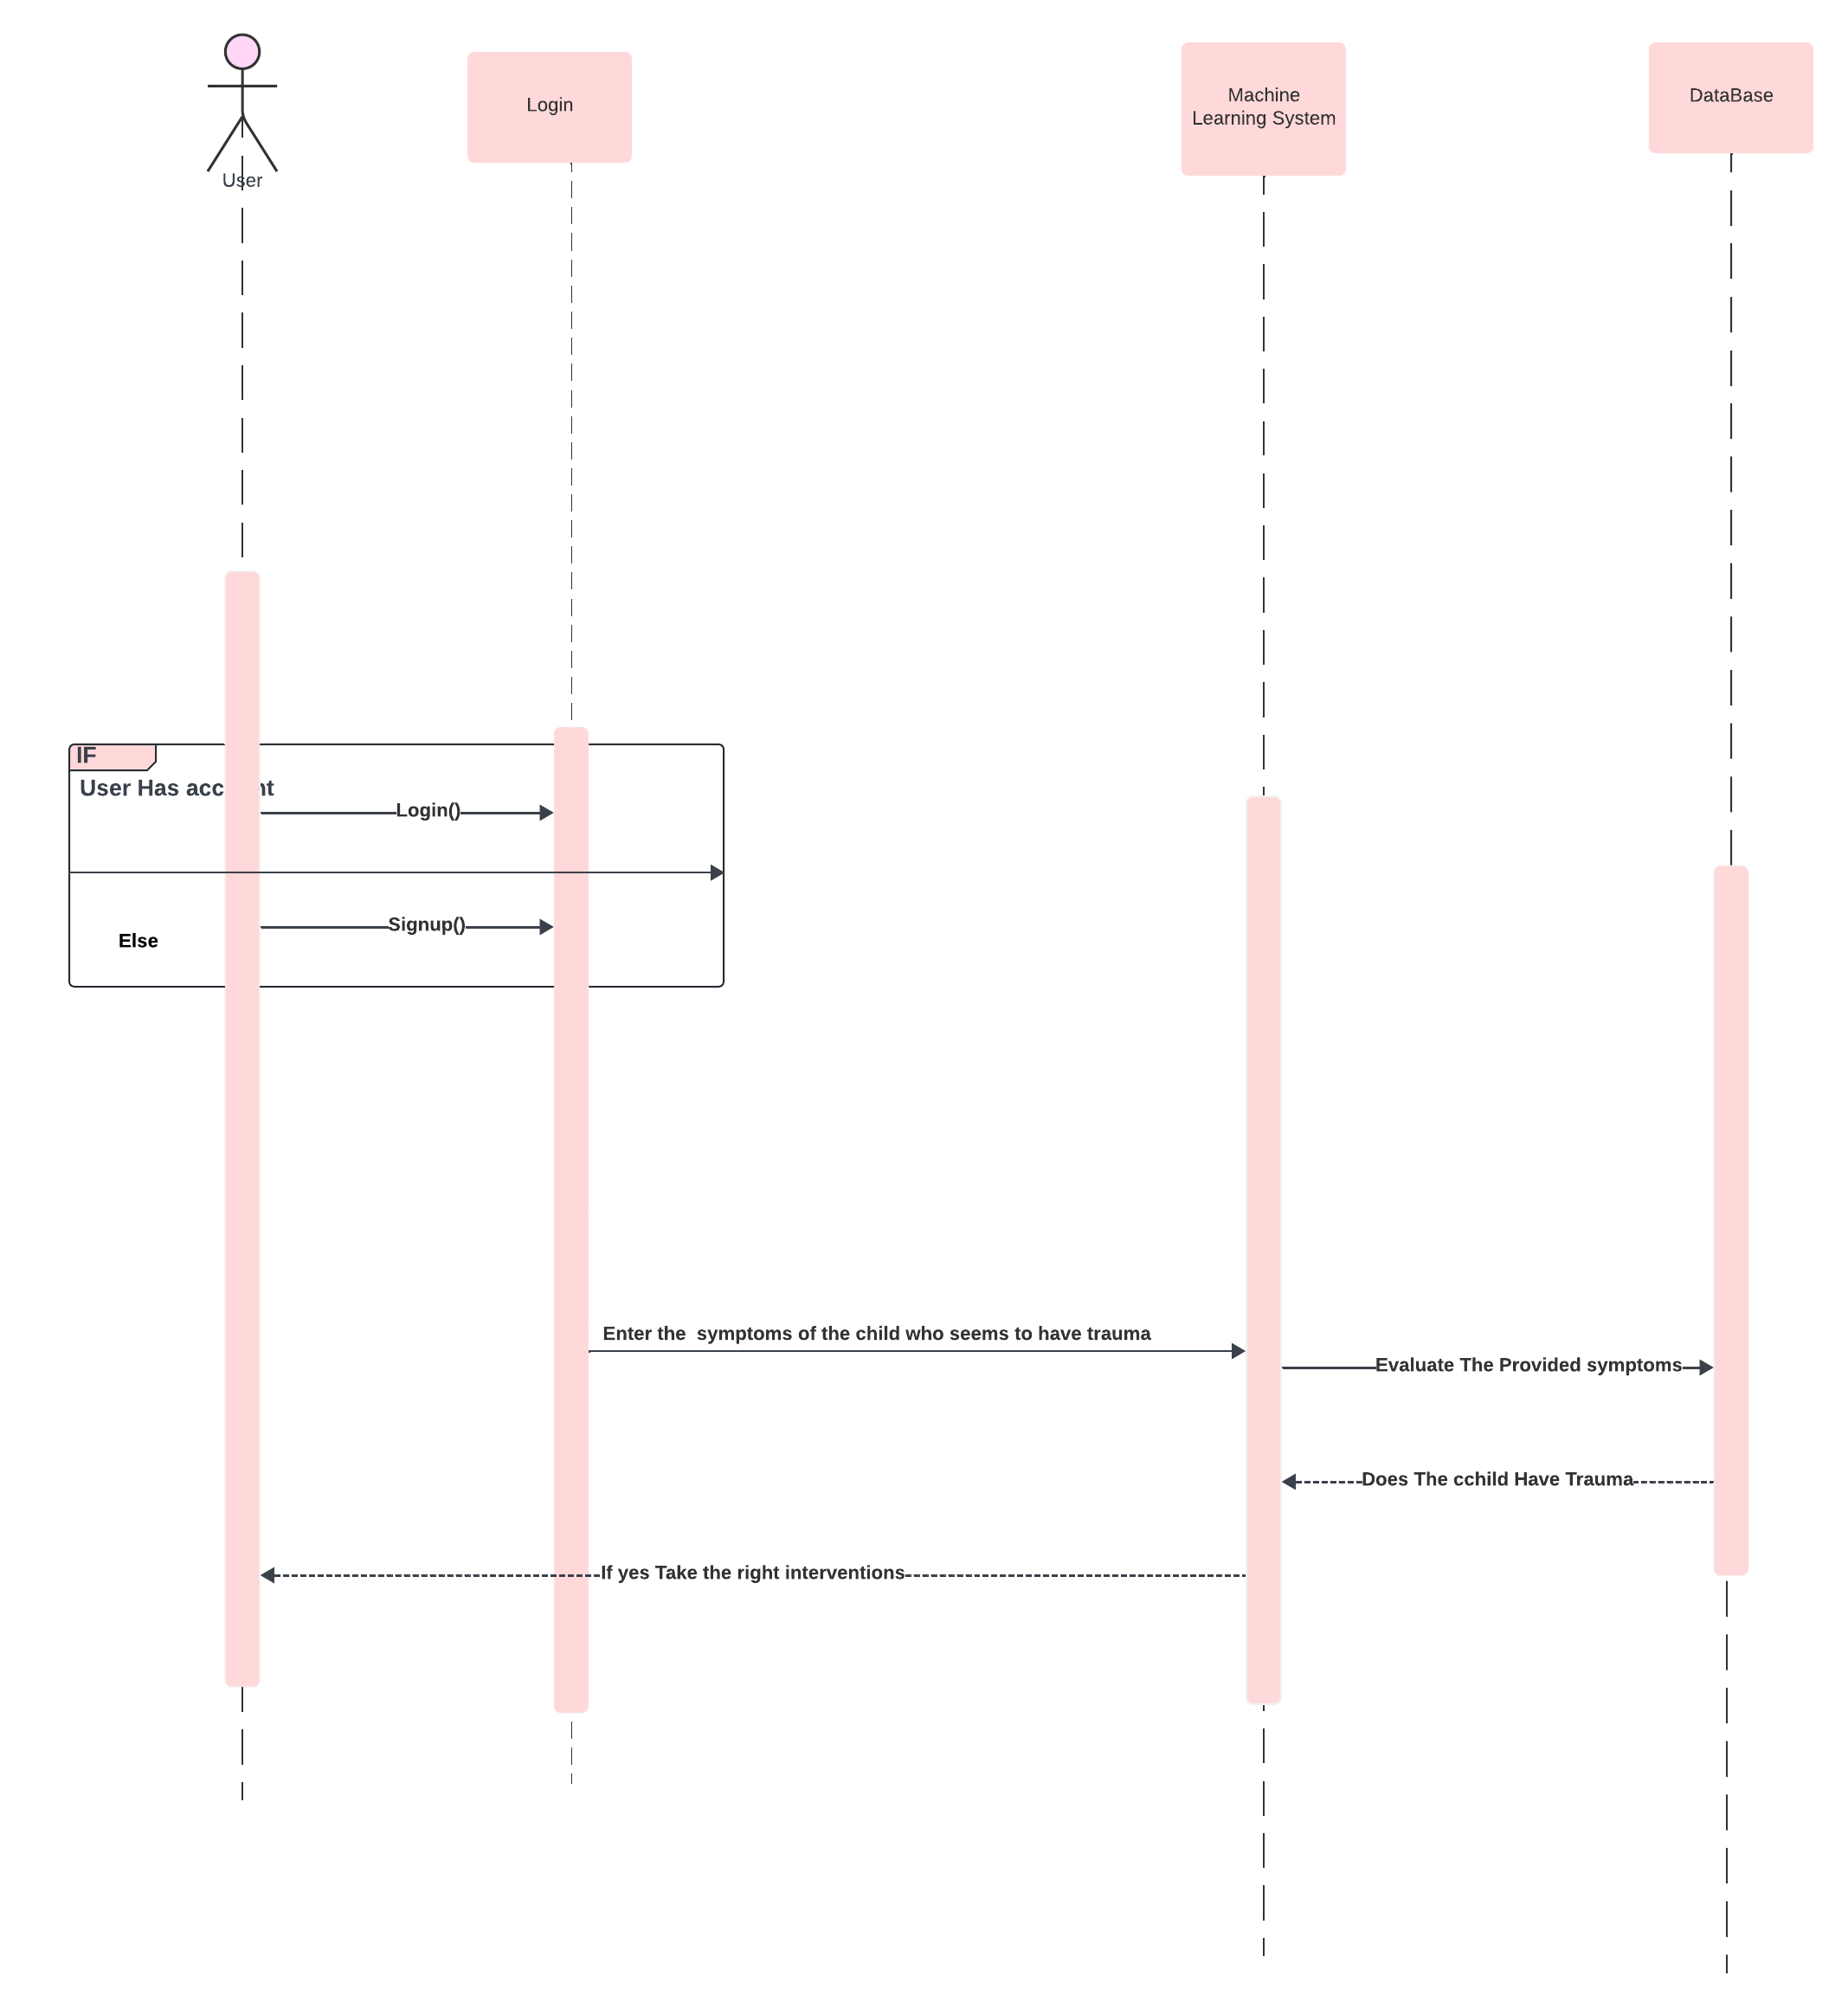 User
Login
Machine
Learning System
DataBase
IF
User Has acc nt
Login()
Signup()
Else
Enter the  symptoms of the child who seems to have trauma
Evaluate The Provided symptoms
Does The cchild Have Trauma
If yes Take the right interventions